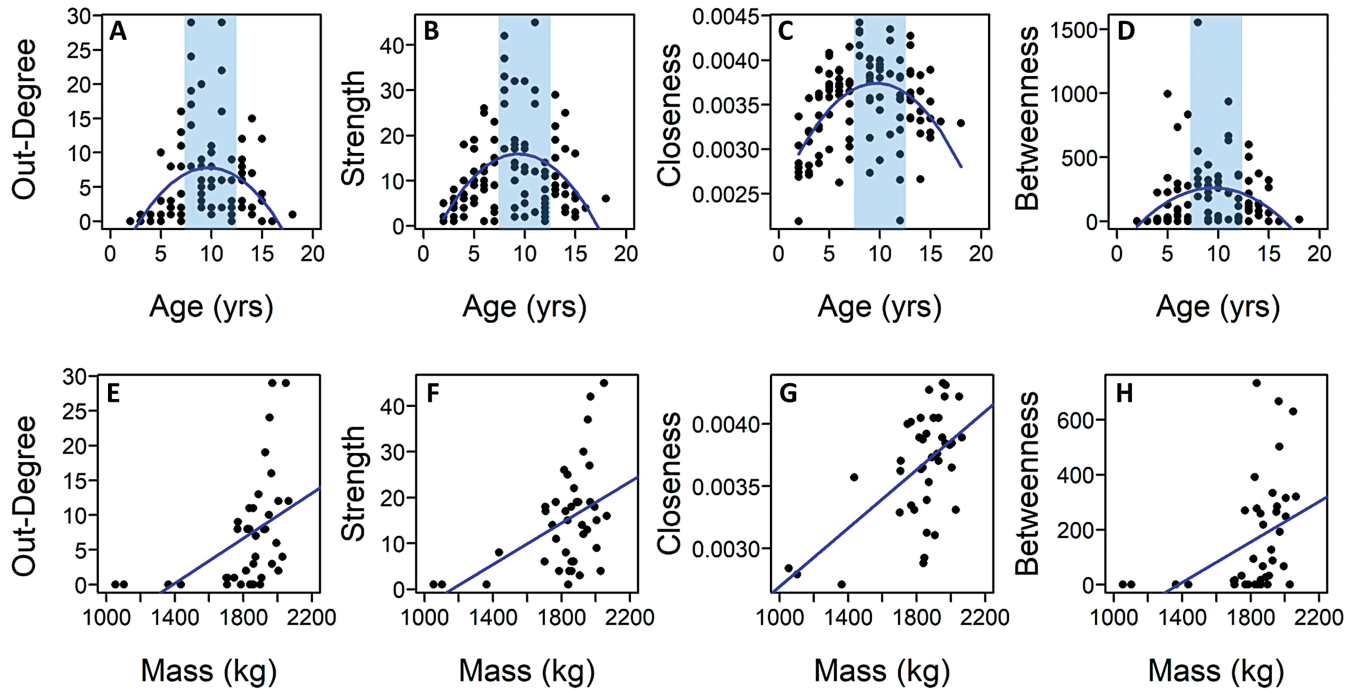 A
Out-Degree
30
25
20
15
10
5
0
0 5 10 15 20
Age (yrs)
B
Strength
40
30
20
10
0
0 5 10 15 20
Age (yrs)
C
Closeness
0.0045
0.0040
0.0035
0.0030
0.0025
0 5 10 15 20
Age (yrs)
D
Betweenness
1500
1000
500
0
0 5 10 15 20
Age (yrs)
E
Out-Degree
30
25
20
15
10
5
0
1000 1400 1800 2200
Mass (kg)
F
Strength
40
30
20
10
0
1000 1400 1800 2200
Mass (kg)
G
Closeness
0.0040
0.0035
0.0030
1000 1400 1800 2200
Mass (kg)
H
Betweenness
600
400
200
0
1000 1400 1800 2200
Mass (kg)